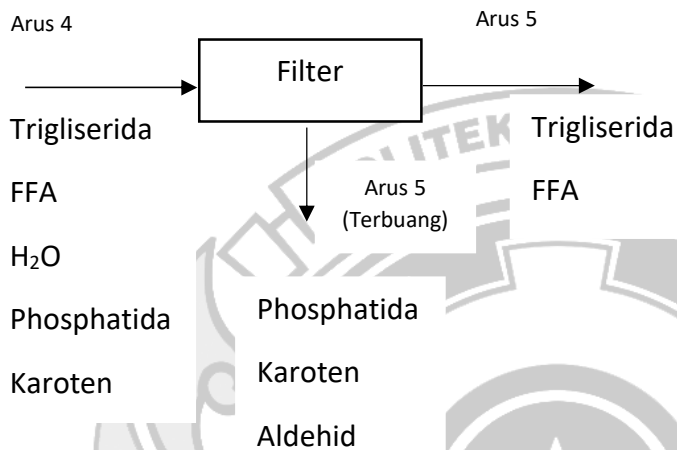 Arus 4
Arus 5
Filter
Trigliserida
FFA
H₂O
Phosphatida
Karoten
Arus 5
(Terbuang)
Phosphatida
Karoten
Aldehid
Trigliserida
FFA